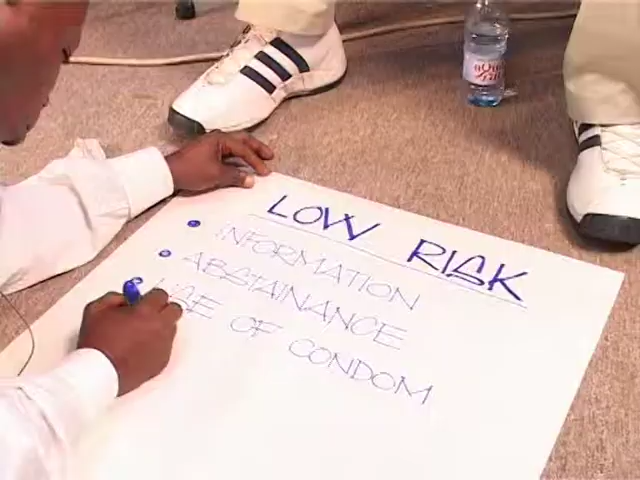 LOW RISK
• INFORMATION
• ABSTAINANCE
• USE OF CONDOM